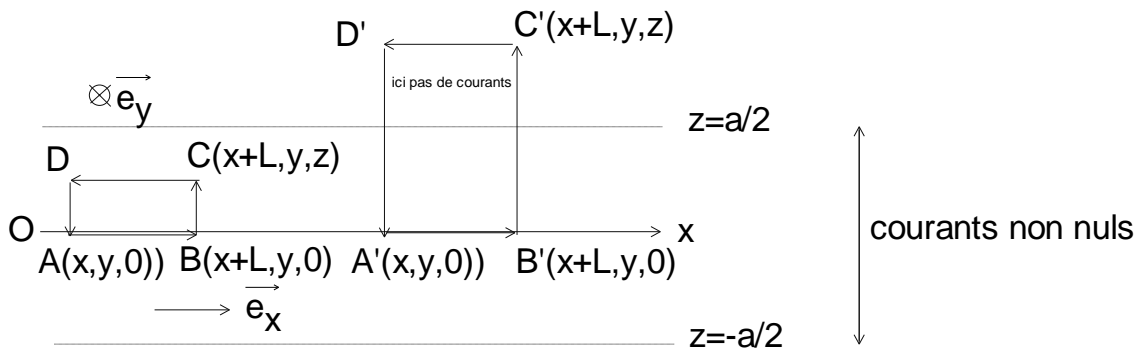 D' C'(x+L,y,z)
ici pas de courants
⊗ e_y
z=a/2
D C(x+L,y,z)
O x
courants non nuls
A(x,y,0)) B(x+L,y,0) A'(x,y,0)) B'(x+L,y,0)
e_x
z=-a/2